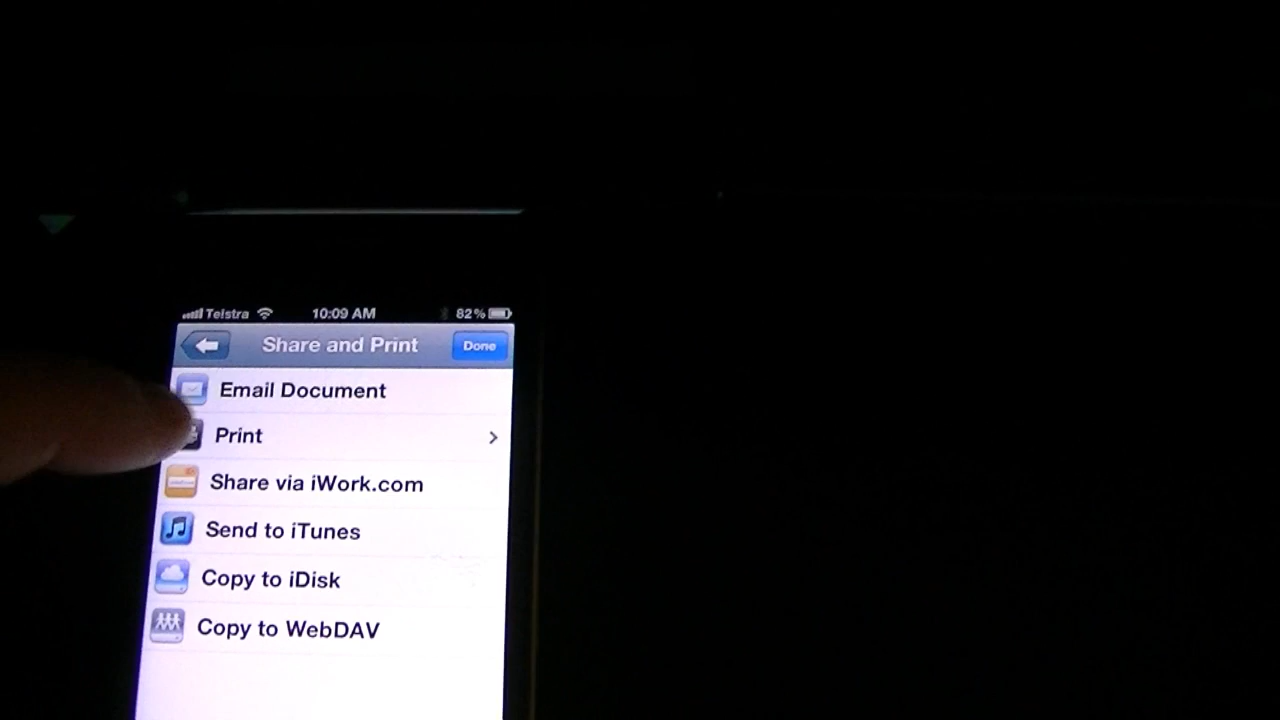 Telstra 10:09 AM 82%
Share and Print Done
Email Document
Print
Share via iWork.com
Send to iTunes
Copy to iDisk
Copy to WebDAV